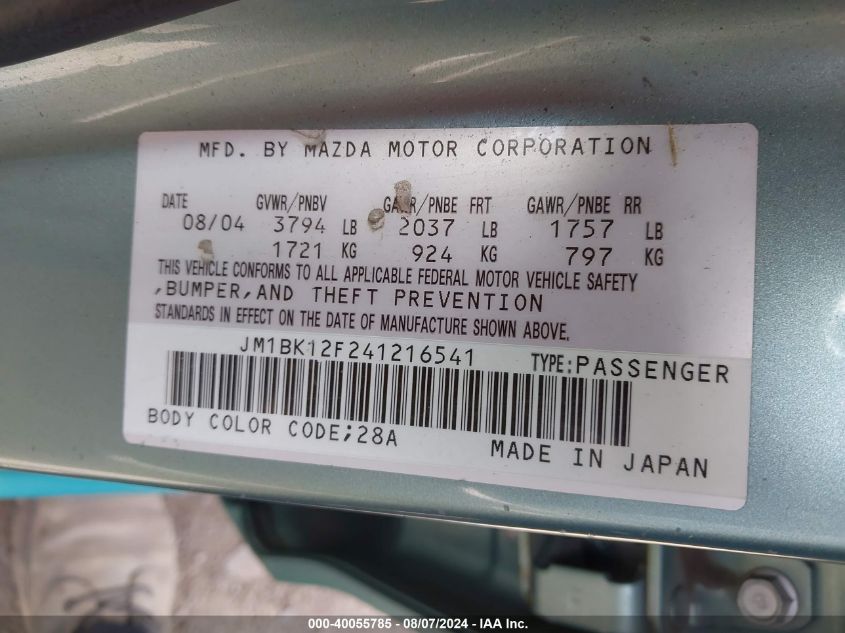 MFD. BY MAZDA MOTOR CORPORATION
DATE GVWR/PNBV GAWR/PNBE FRT GAWR/PNBE RR
08/04 3794 LB 2037 LB 1757 LB
1721 KG 924 KG 797 KG
THIS VEHICLE CONFORMS TO ALL APPLICABLE FEDERAL MOTOR VEHICLE SAFETY
,BUMPER,AND THEFT PREVENTION
STANDARDS IN EFFECT ON THE DATE OF MANUFACTURE SHOWN ABOVE.
JM1BK12F241216541 TYPE:PASSENGER
BODY COLOR CODE;28A
MADE IN JAPAN
000-40055785 - 08/07/2024 - IAA Inc.